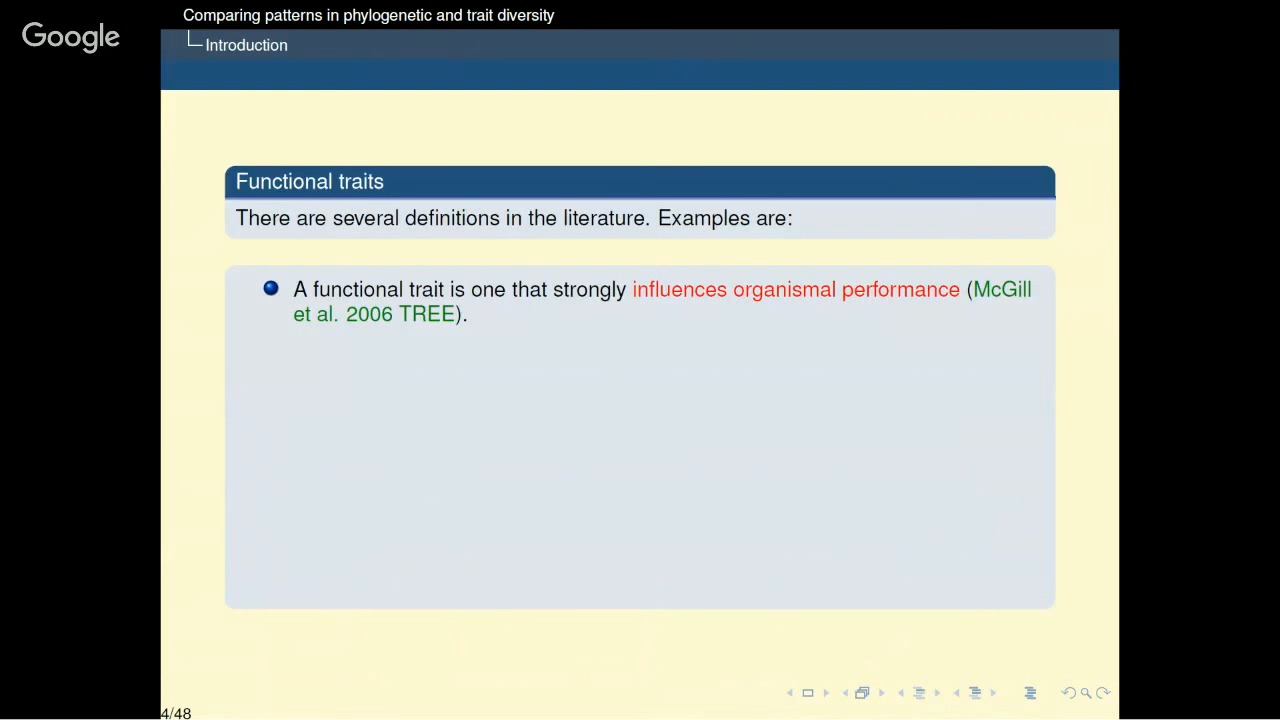 Comparing patterns in phylogenetic and trait diversity
Google
Introduction
Functional traits
There are several definitions in the literature. Examples are:
A functional trait is one that strongly influences organismal performance (McGill
et al. 2006 TREE).
4/48